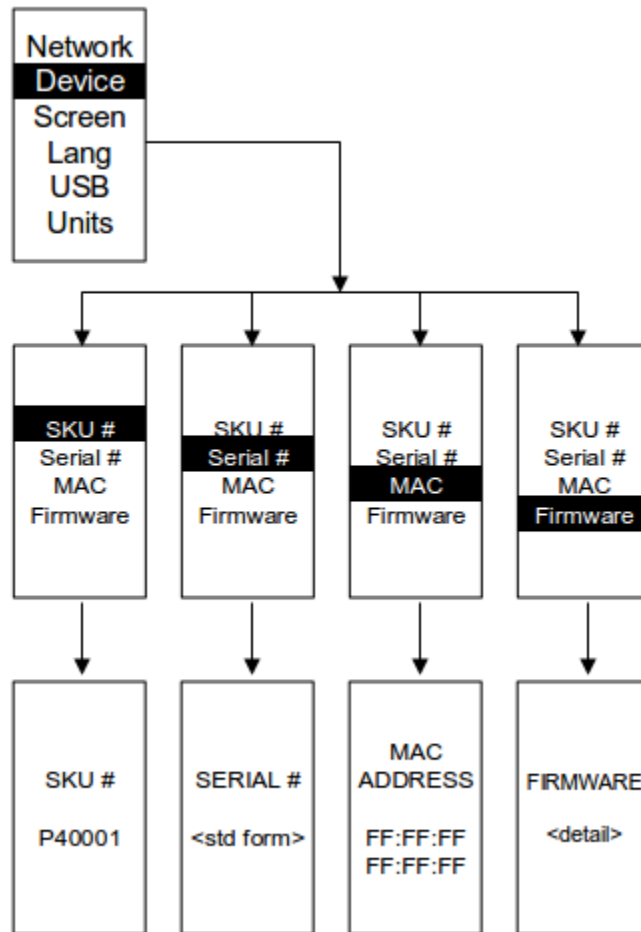 Network
Device
Screen
Lang
USB
Units
SKU #
Serial #
MAC
Firmware
SKU #
Serial #
MAC
Firmware
SKU #
Serial #
MAC
Firmware
SKU #
Serial #
MAC
Firmware
SKU #
P40001
SERIAL #
<std form>
MAC
ADDRESS
FF:FF:FF
FF:FF:FF
FIRMWARE
<detail>